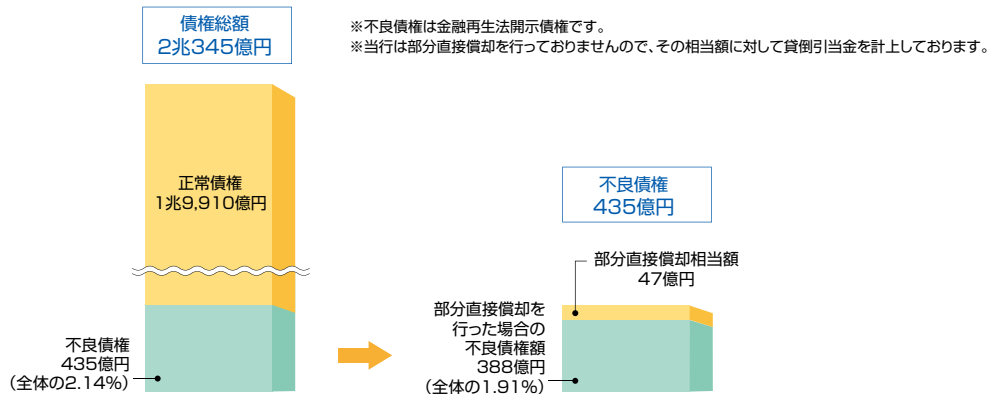 債権総額
2兆345億円
※不良債権は金融再生法開示債権です。
※当行は部分直接償却を行っておりませんので、その相当額に対して貸倒引当金を計上しております。
正常債権
1兆9,910億円
不良債権
435億円
(全体の2.14%)
不良債権
435億円
部分直接償却相当額
47億円
部分直接償却を
行った場合の
不良債権額
388億円
(全体の1.91%)